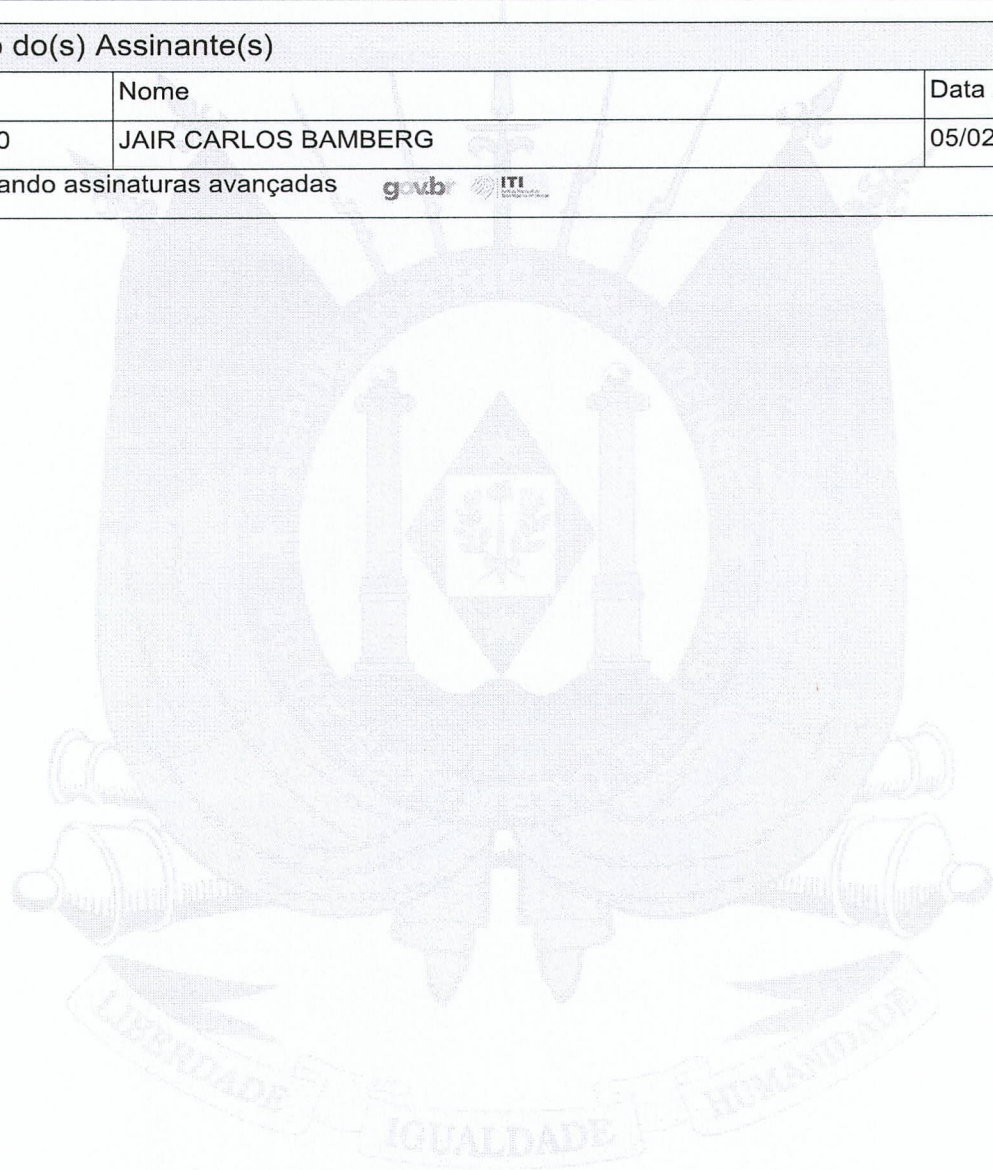 do(s) Assinante(s)
Nome Data
0 JAIR CARLOS BAMBERG 05/02
ando assinaturas avançadas gov.br ITI
LIBERDADE
IGUALDADE
HUMANIDADE